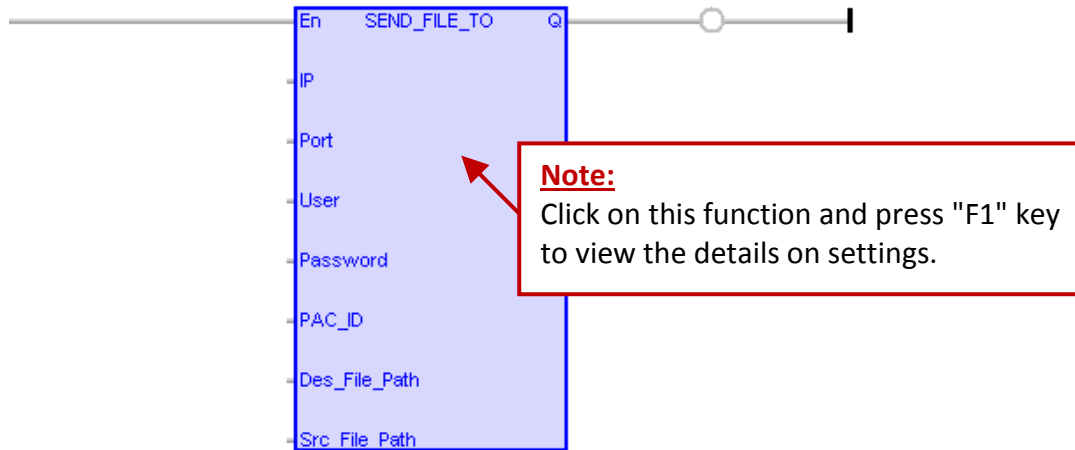 En SEND_FILE_TO Q
IP
Port
User
Password
PAC_ID
Des_File_Path
Src_File_Path
Note:
Click on this function and press "F1" key
to view the details on settings.